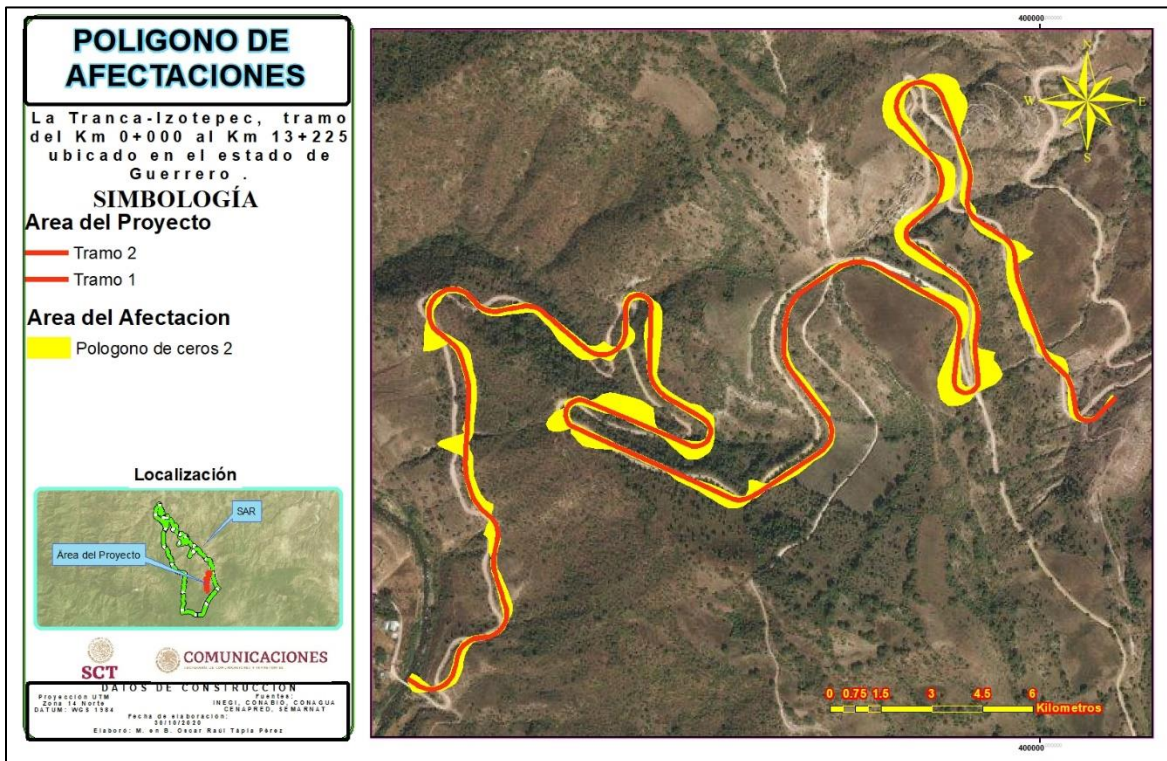 POLIGONO DE
AFECTACIONES
La Tranca-Izotepec, tramo
del Km 0+000 al Km 13+225
ubicado en el estado de
Guerrero .
SIMBOLOGÍA
Area del Proyecto
Tramo 2
Tramo 1
Area del Afectacion
Pologono de ceros 2
Localización
SAR
Área del Proyecto
SCT
COMUNICACIONES
DATOS DE CONSTRUCCION
Proyección UTM
Zona 14 Norte
DATUM: WGS 1984
Fuentes:
INEGI, CONABIO, CONAGUA
CENAPRED, SEMARNAT
Fecha de elaboración:
30/10/2020
Elaboró: M. en B. Oscar Raúl Tapia Pérez
400000
N
W
E
S
0 0.75 1.5 3 4.5 6
Kilometros
400000